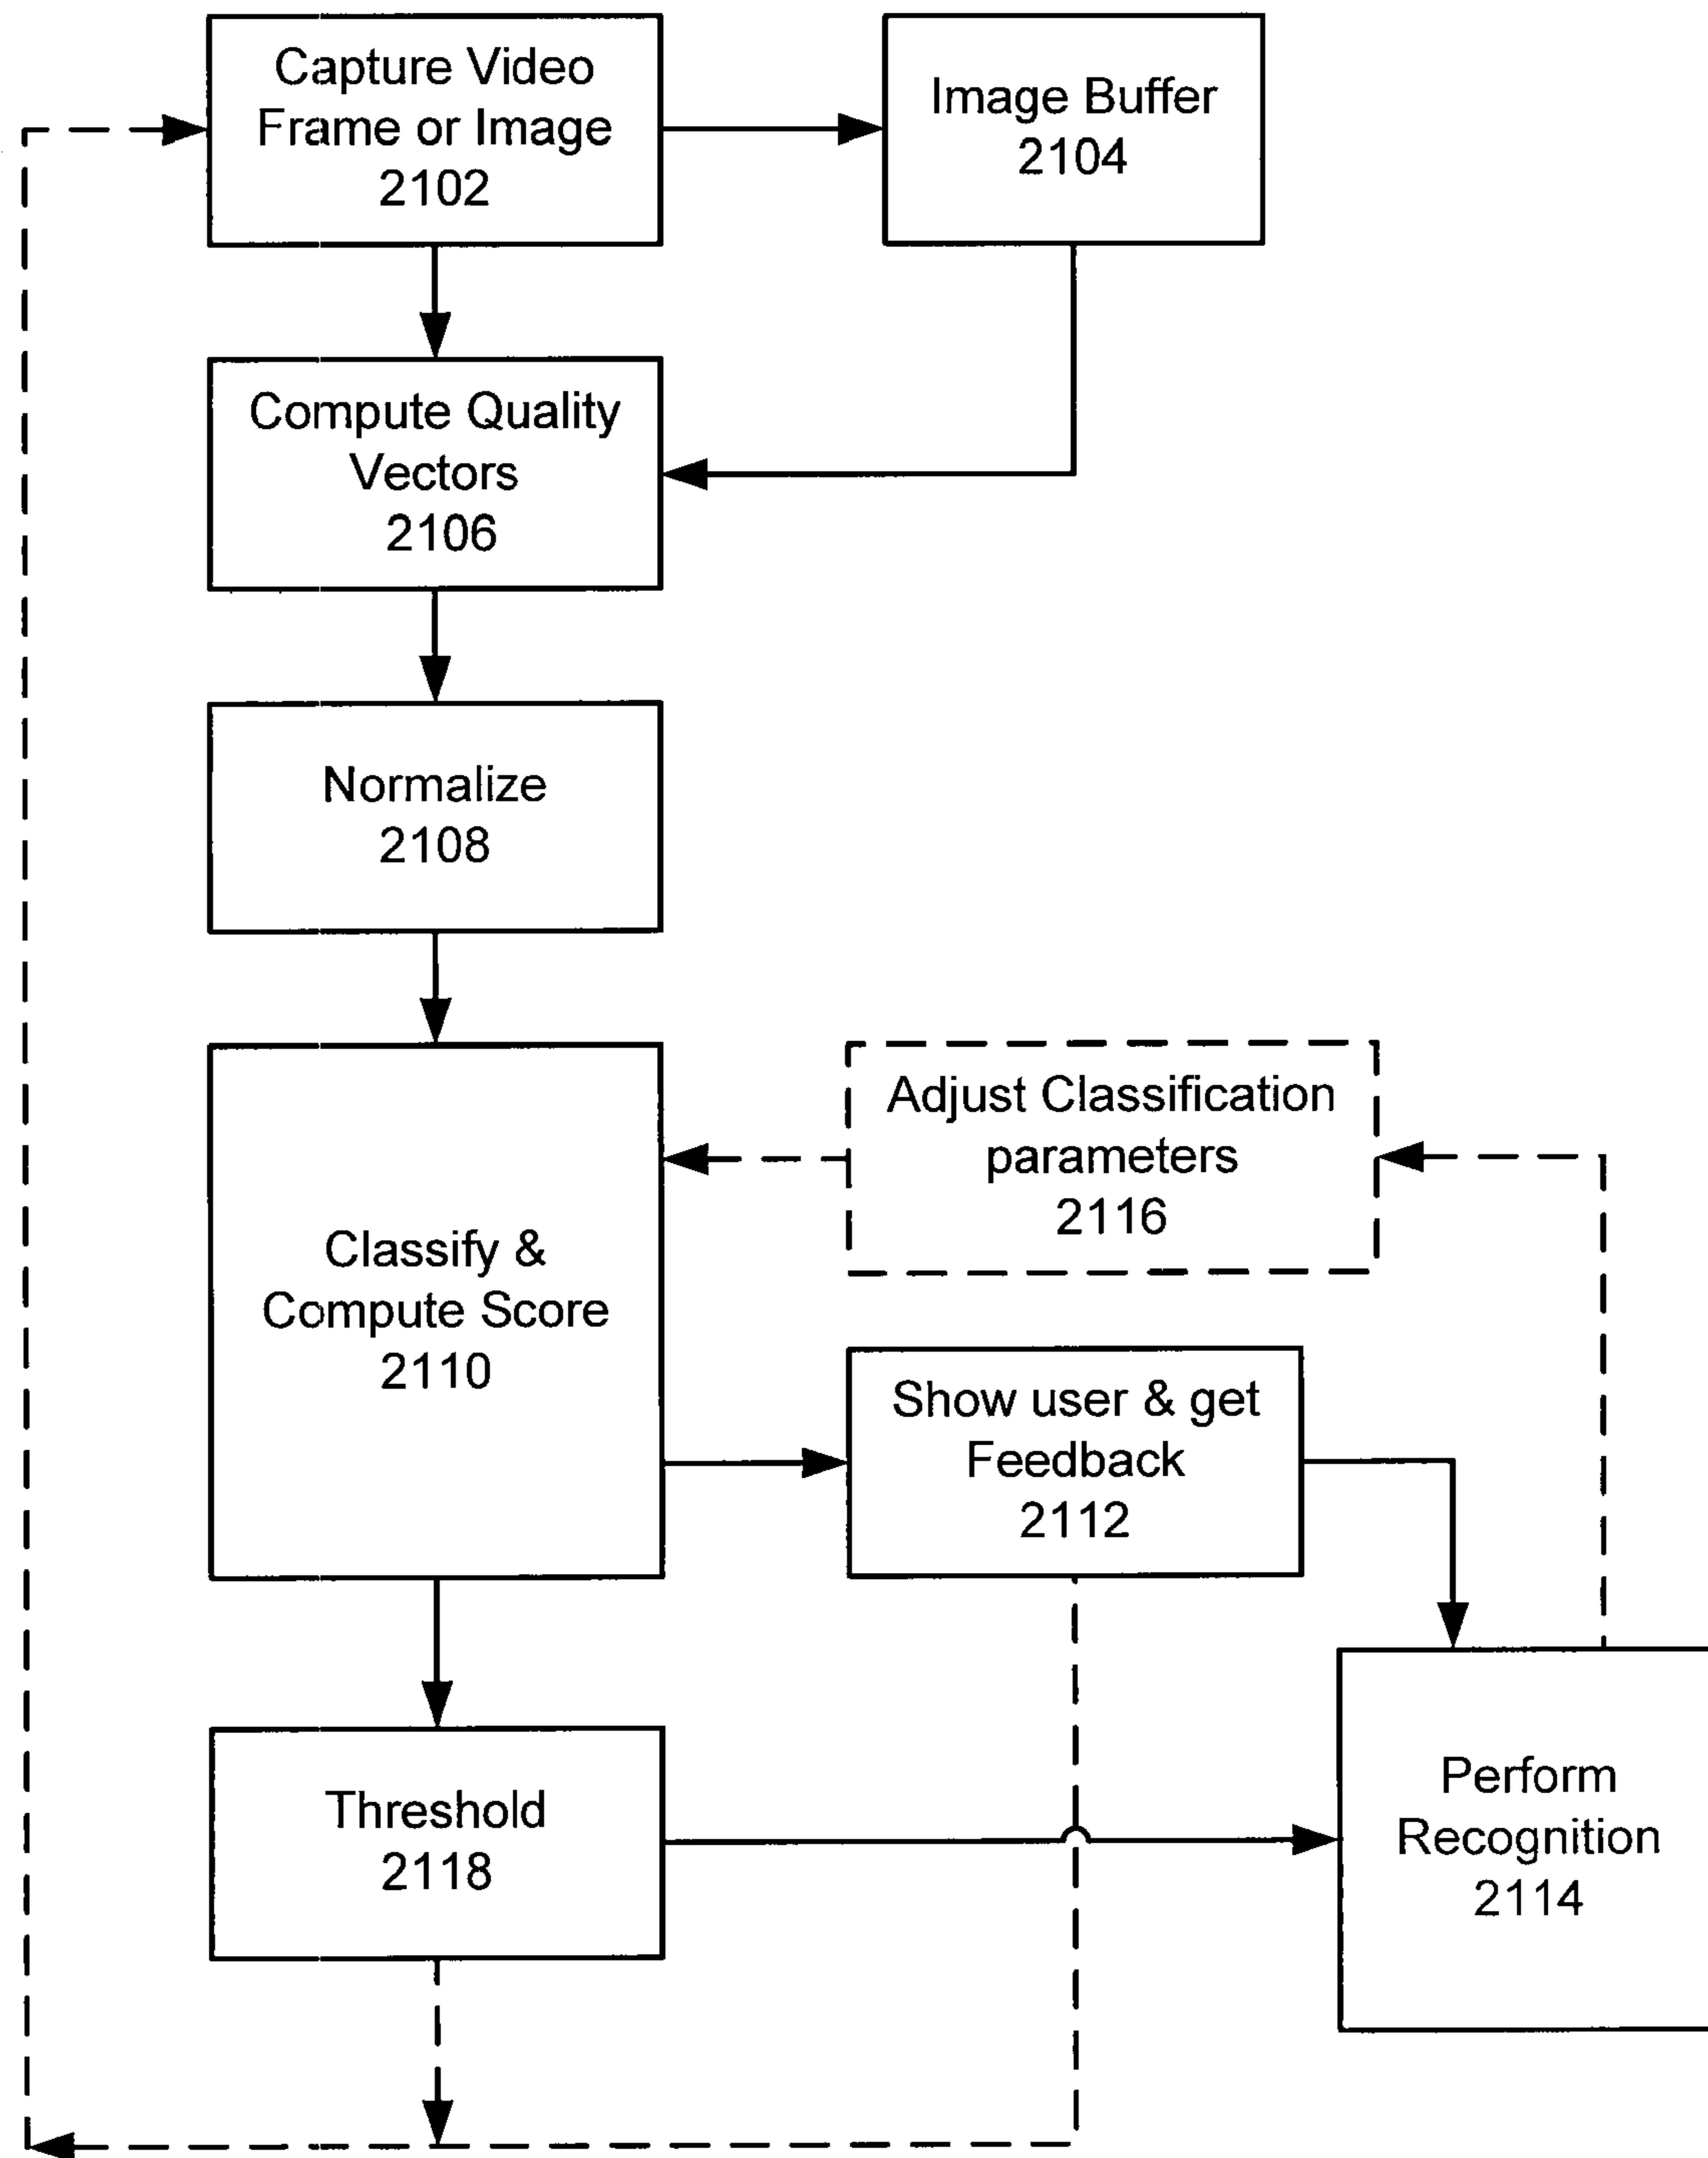 Capture Video
Frame or Image
2102
Image Buffer
2104
Compute Quality
Vectors
2106
Normalize
2108
Adjust Classification
parameters
2116
Classify &
Compute Score
2110
Show user & get
Feedback
2112
Threshold
2118
Perform
Recognition
2114